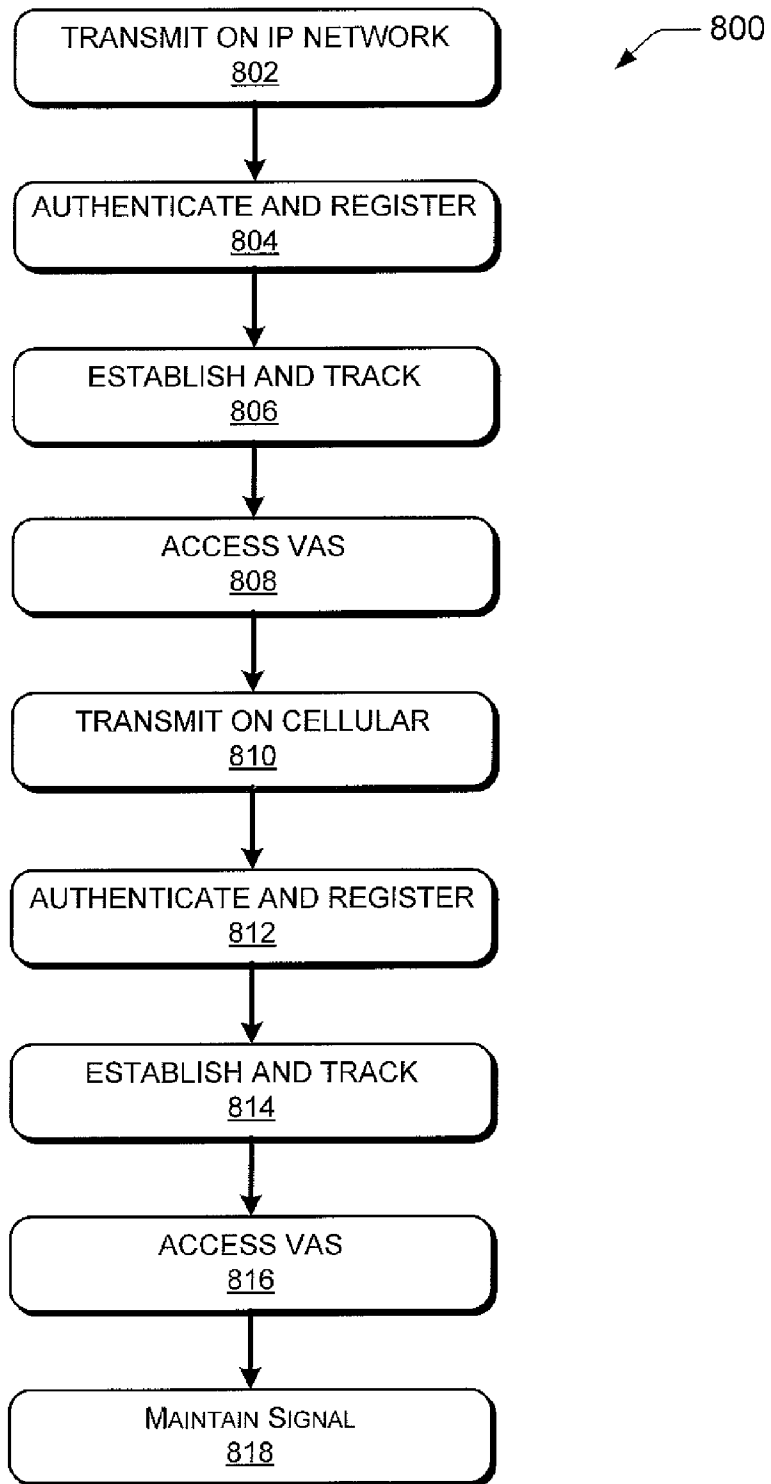 800
TRANSMIT ON IP NETWORK
802
AUTHENTICATE AND REGISTER
804
ESTABLISH AND TRACK
806
ACCESS VAS
808
TRANSMIT ON CELLULAR
810
AUTHENTICATE AND REGISTER
812
ESTABLISH AND TRACK
814
ACCESS VAS
816
MAINTAIN SIGNAL
818